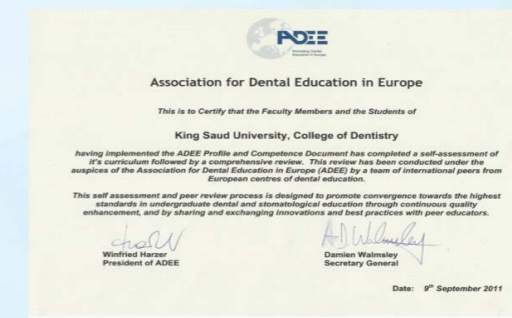 ADEE
Association for Dental Education in Europe
This is to Certify that the Faculty Members and the Students of
King Saud University, College of Dentistry
having implemented the ADEE Profile and Competence Document has completed a self-assessment of
it's curriculum followed by a comprehensive review. This review has been conducted under the
auspices of the Association for Dental Education in Europe (ADEE) by a team of international peers from
European centres of dental education.
This self assessment and peer review process is designed to promote convergence towards the highest
standards in undergraduate dental and stomatological education through continuous quality
enhancement, and by sharing and exchanging innovations and best practices with peer educators.
A.D. Walmsley
Winfried Harzer
President of ADEE
Damien Walmsley
Secretary General
Date: 9th September 2011